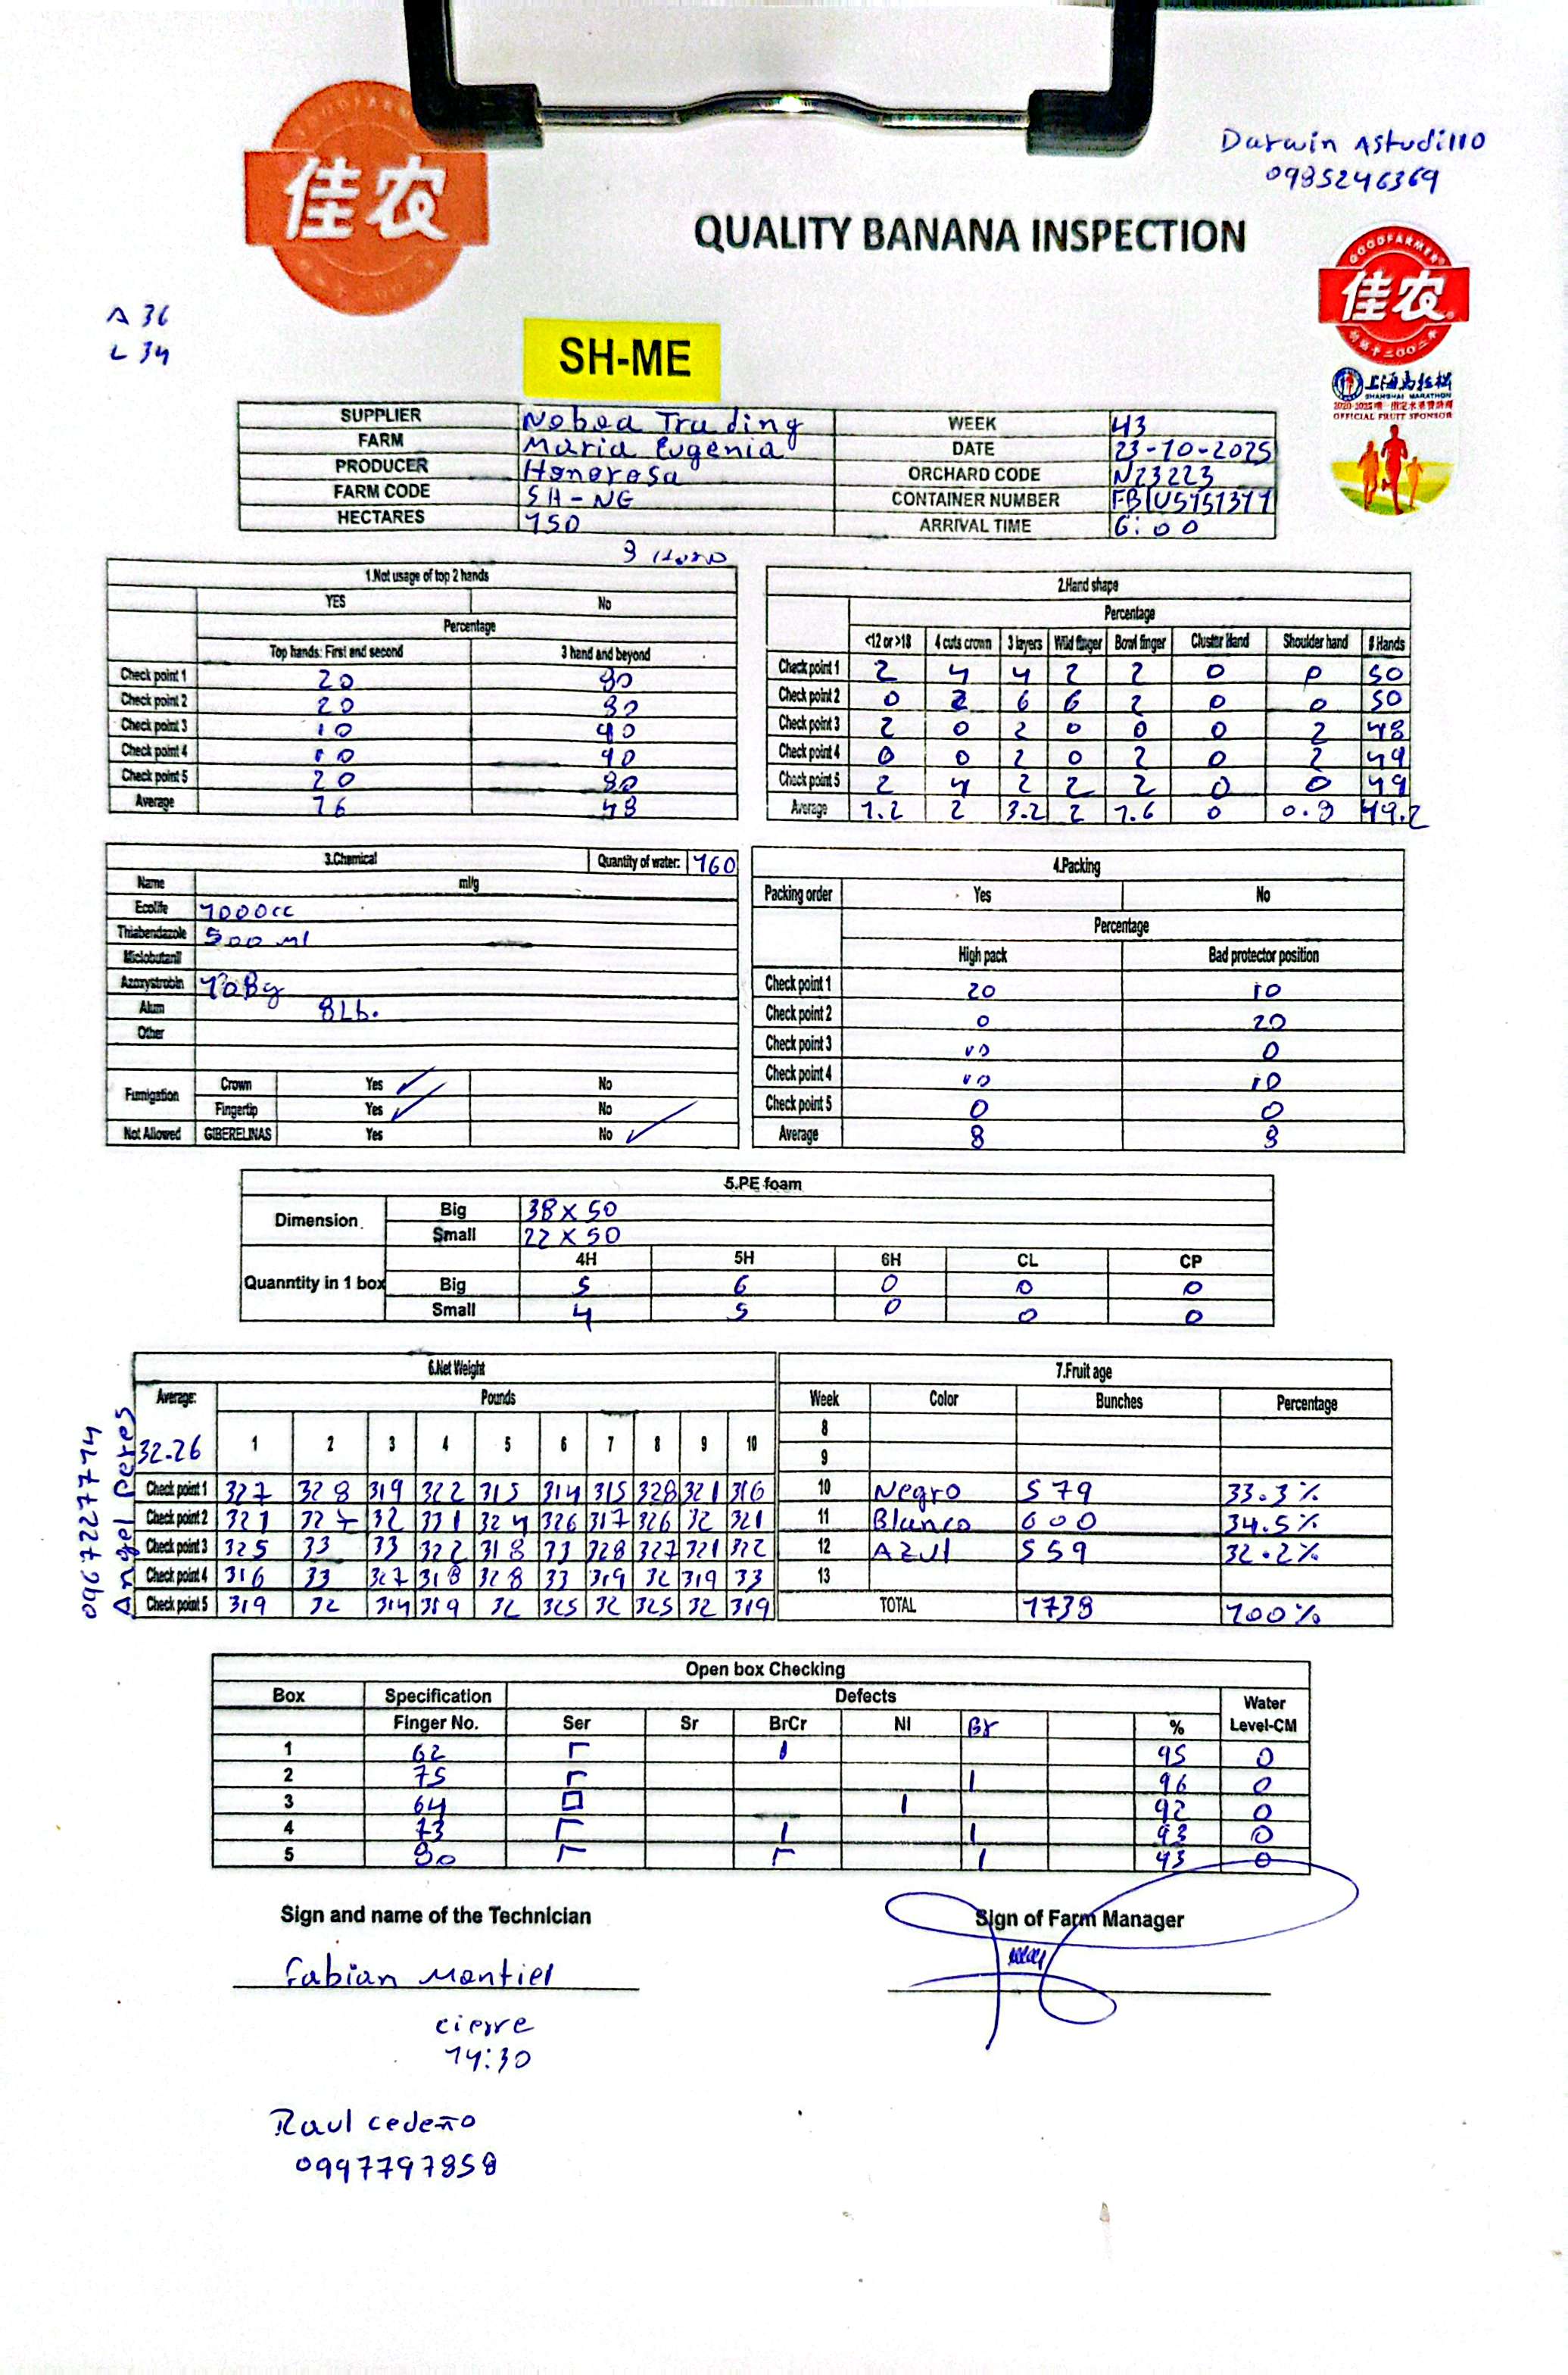 Darwin Astudillo
0985246369
佳农
QUALITY BANANA INSPECTION
GOODFARMER
佳农
A 36
L 34
SH-ME
上海马拉松
SHANGHAI MARATHON
OFFICIAL FRUIT SPONSOR
SUPPLIER Noboa Trading WEEK 43
FARM Maria Eugenia DATE 23-10-2025
PRODUCER Honorosa ORCHARD CODE N23223
FARM CODE SH-NG CONTAINER NUMBER FBIU5151371
HECTARES 150 ARRIVAL TIME 6:00
1.Not usage of top 2 hands
YES No
Percentage
Top hands: First and second 3 hand and beyond
Check point 1 20 80
Check point 2 20 80
Check point 3 10 90
Check point 4 10 90
Check point 5 20 80
Average 16 48
2.Hand shape
Percentage
<12 or >18 4 cuts crown 3 layers Wild finger Bowl finger Cluster Hand Shoulder hand # Hands
Check point 1 2 4 4 2 2 0 0 50
Check point 2 0 2 6 6 2 0 0 50
Check point 3 2 0 2 0 0 0 2 48
Check point 4 0 0 2 0 2 0 2 49
Check point 5 2 4 2 2 2 0 0 49
Average 1.2 2 3.2 2 1.6 0 0.8 49.2
3.Chemical Quantity of water: 160
Name ml/g
Ecolife 1000cc
Thiabendazole 500 ml
Miclobutanil
Azoxystrobin
Alum 8Lb.
Other
Fumigation Crown Yes ✓ No
Fingertip Yes ✓ No
Not Allowed GIBERELINAS Yes No ✓
4.Packing
Packing order Yes No
Percentage
High pack Bad protector position
Check point 1 20 10
Check point 2 0 20
Check point 3 10 0
Check point 4 10 10
Check point 5 0 0
Average 8 8
5.PE foam
Dimension Big 38 x 50
Small 22 x 50
4H 5H 6H CL CP
Quanntity in 1 box Big 5 6 0 0 0
Small 4 5 0 0 0
0967227714
Angel Peres
6.Net Weight
Average: Pounds
32.26 1 2 3 4 5 6 7 8 9 10
Check point 1 327 328 319 322 315 314 315 328 321 316
Check point 2 321 327 32 331 324 326 317 326 32 321
Check point 3 325 33 33 322 318 33 328 327 321 322
Check point 4 316 33 327 318 328 33 319 32 319 33
Check point 5 319 32 314 319 32 325 32 325 32 319
7.Fruit age
Week Color Bunches Percentage
8
9
10 Negro 579 33.3%
11 Blanco 600 34.5%
12 Azul 559 32.2%
13
TOTAL 1738 100%
Open box Checking
Box Specification Defects Water
Finger No. Ser Sr BrCr NI Br % Level-CM
1 62 95 0
2 75 96 0
3 64 92 0
4 73 93 0
5 80 93 0
Sign and name of the Technician
Sign of Farm Manager
Fabian Montiel
cierre
14:30
Raul cedeño
0997797858